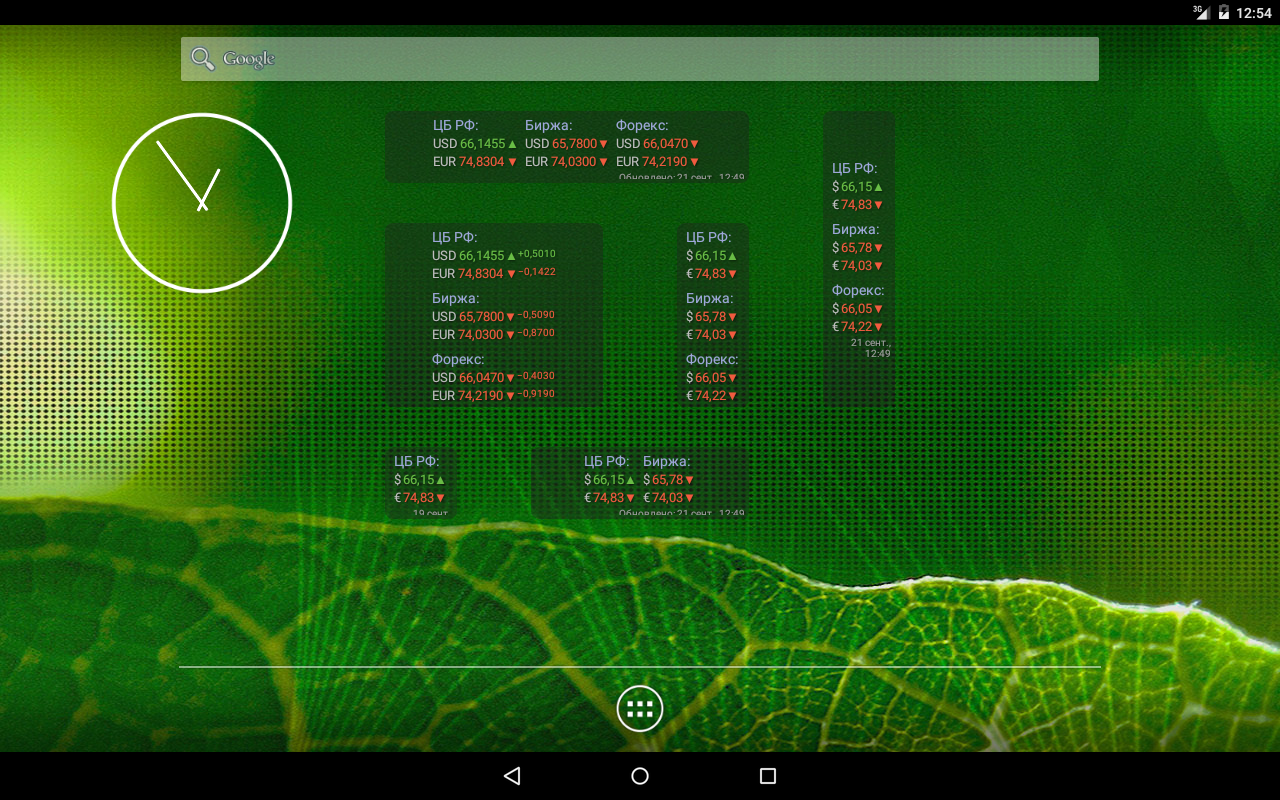 3G 12:54
Google
ЦБ РФ: Биржа: Форекс:
USD 66,1455▲ USD 65,7800▼ USD 66,0470▼
EUR 74,8304▼ EUR 74,0300▼ EUR 74,2190▼
Обновлено: 21 сент., 12:49
ЦБ РФ:
USD 66,1455▲+0,5010
EUR 74,8304▼−0,1422
Биржа:
USD 65,7800▼−0,5090
EUR 74,0300▼−0,8700
Форекс:
USD 66,0470▼−0,4030
EUR 74,2190▼−0,9190
ЦБ РФ:
$66,15▲
€74,83▼
Биржа:
$65,78▼
€74,03▼
Форекс:
$66,05▼
€74,22▼
ЦБ РФ:
$66,15▲
€74,83▼
Биржа:
$65,78▼
€74,03▼
Форекс:
$66,05▼
€74,22▼
21 сент.,
12:49
ЦБ РФ:
$66,15▲
€74,83▼
19 сент.
ЦБ РФ: Биржа:
$66,15▲ $65,78▼
€74,83▼ €74,03▼
Обновлено: 21 сент., 12:49